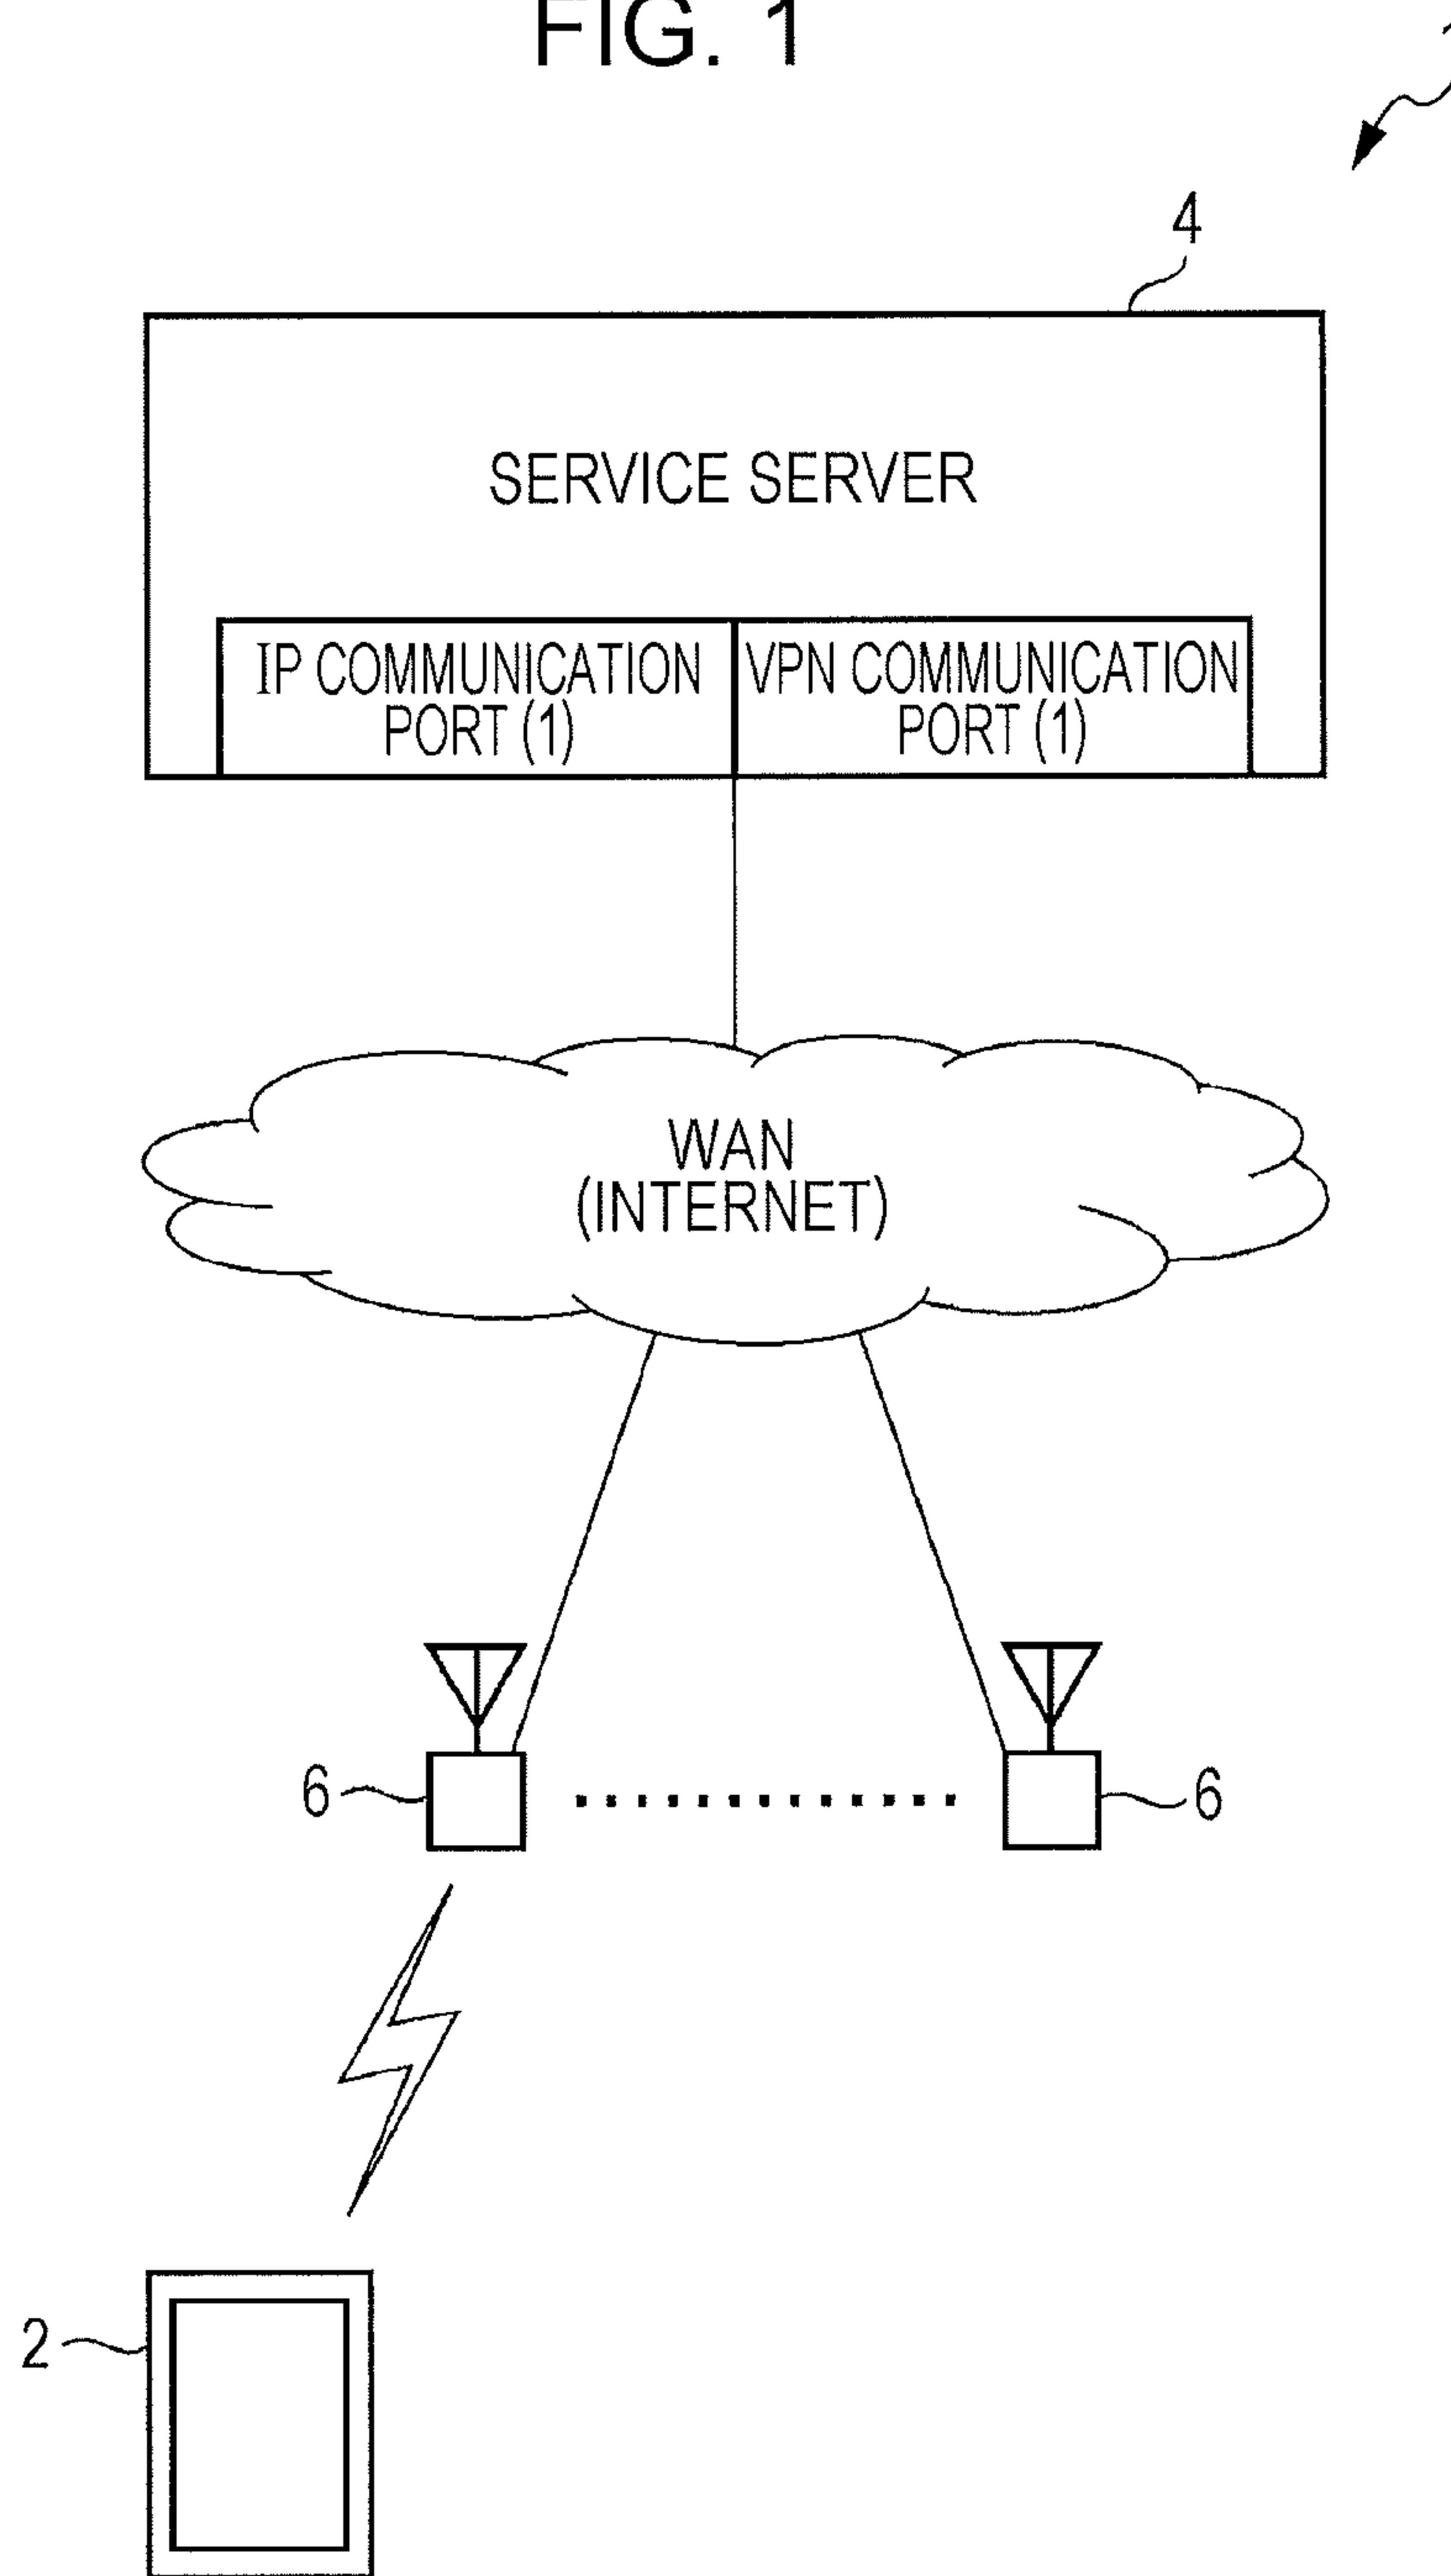 FIG. 1
4
SERVICE SERVER
IP COMMUNICATION
PORT (1)
VPN COMMUNICATION
PORT (1)
WAN
(INTERNET)
6
6
2